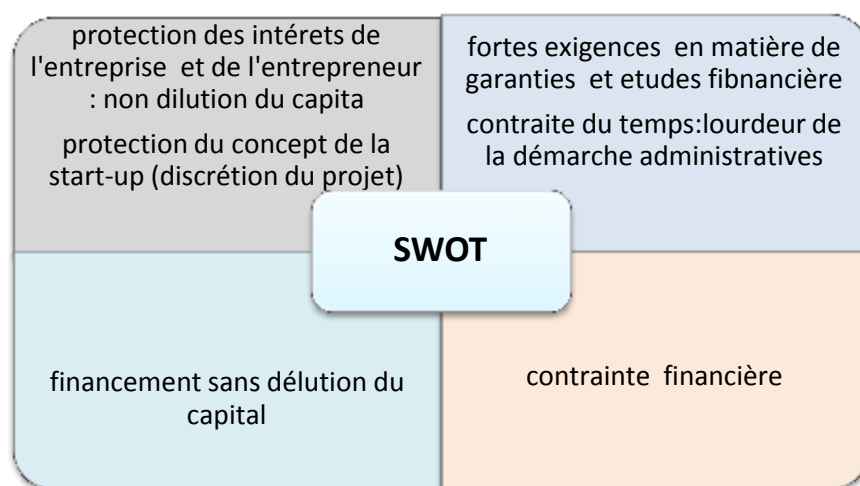 protection des intérets de
l'entreprise et de l'entrepreneur
: non dilution du capita
protection du concept de la
start-up (discrétion du projet)
fortes exigences en matière de
garanties et etudes fibnancière
contraite du temps:lourdeur de
la démarche administratives
SWOT
financement sans délution du
capital
contrainte financière